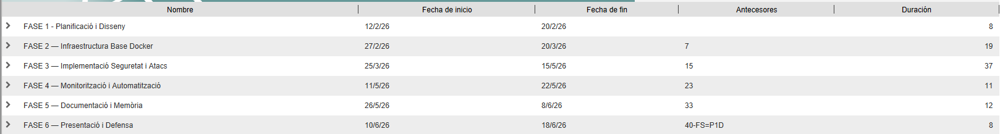 Nombre Fecha de inicio Fecha de fin Antecesores Duración
FASE 1 - Planificació i Disseny 12/2/26 20/2/26 8
FASE 2 — Infraestructura Base Docker 27/2/26 20/3/26 7 19
FASE 3 — Implementació Seguretat i Atacs 25/3/26 15/5/26 15 37
FASE 4 — Monitorització i Automatització 11/5/26 22/5/26 23 11
FASE 5 — Documentació i Memòria 26/5/26 8/6/26 33 12
FASE 6 — Presentació i Defensa 10/6/26 18/6/26 40-FS=P1D 8